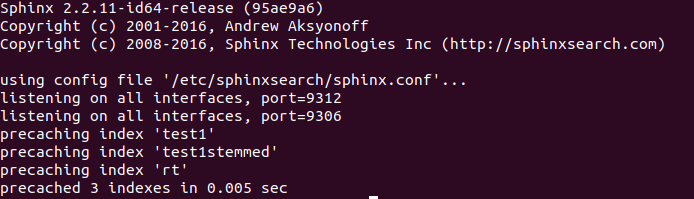 Sphinx 2.2.11-id64-release (95ae9a6)
Copyright (c) 2001-2016, Andrew Aksyonoff
Copyright (c) 2008-2016, Sphinx Technologies Inc (http://sphinxsearch.com)
using config file '/etc/sphinxsearch/sphinx.conf'...
listening on all interfaces, port=9312
listening on all interfaces, port=9306
precaching index 'test1'
precaching index 'test1stemmed'
precaching index 'rt'
precached 3 indexes in 0.005 sec